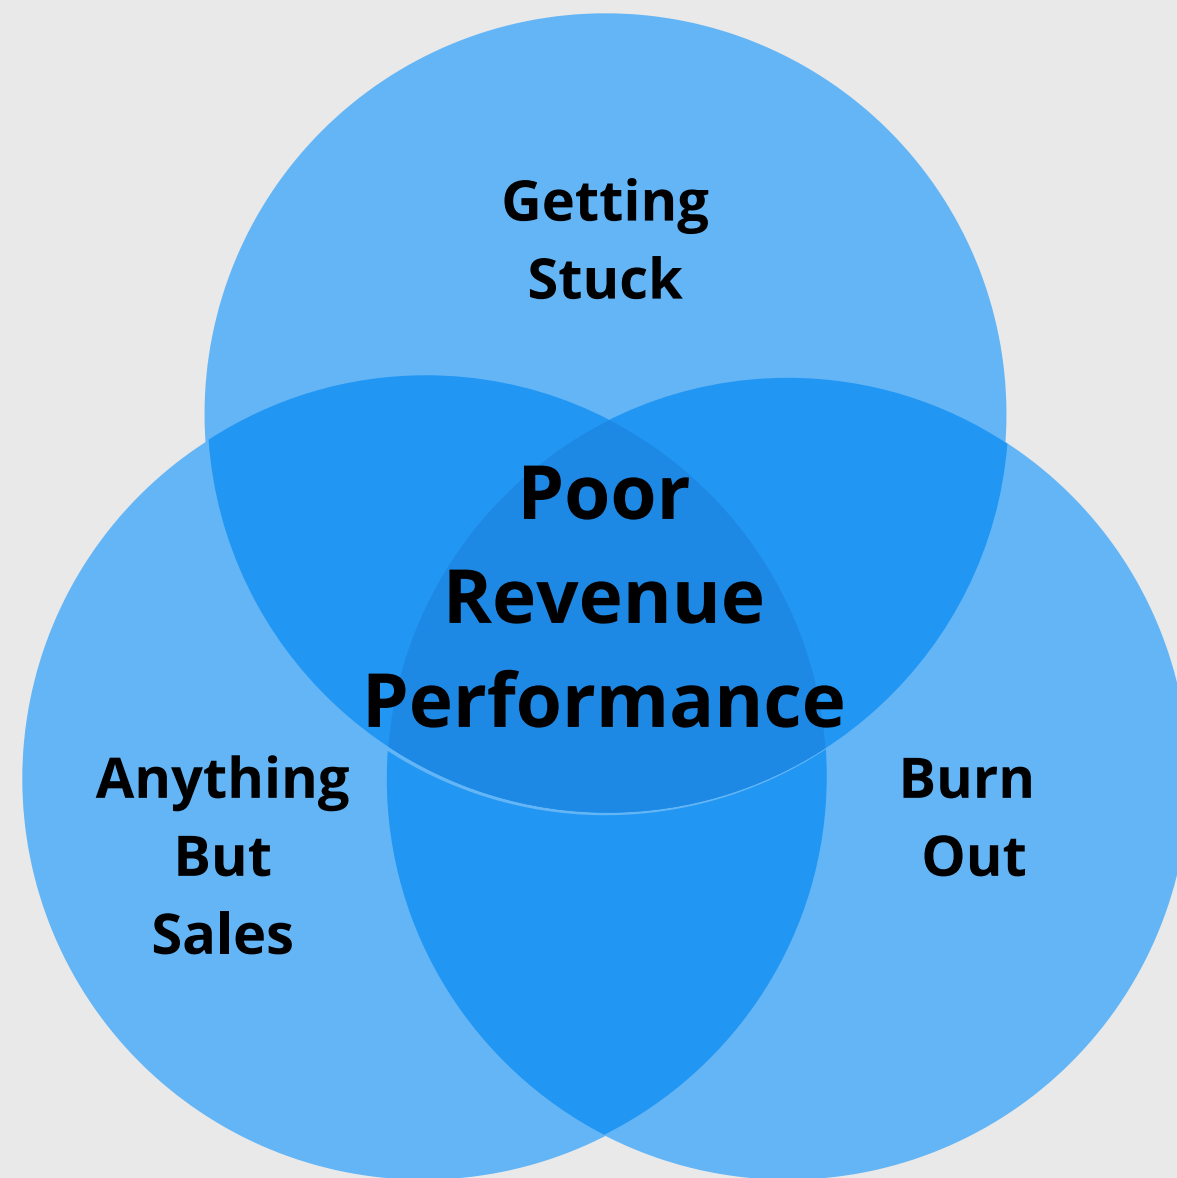 Getting
Stuck
Poor
Revenue
Performance
Anything
But
Sales
Burn
Out